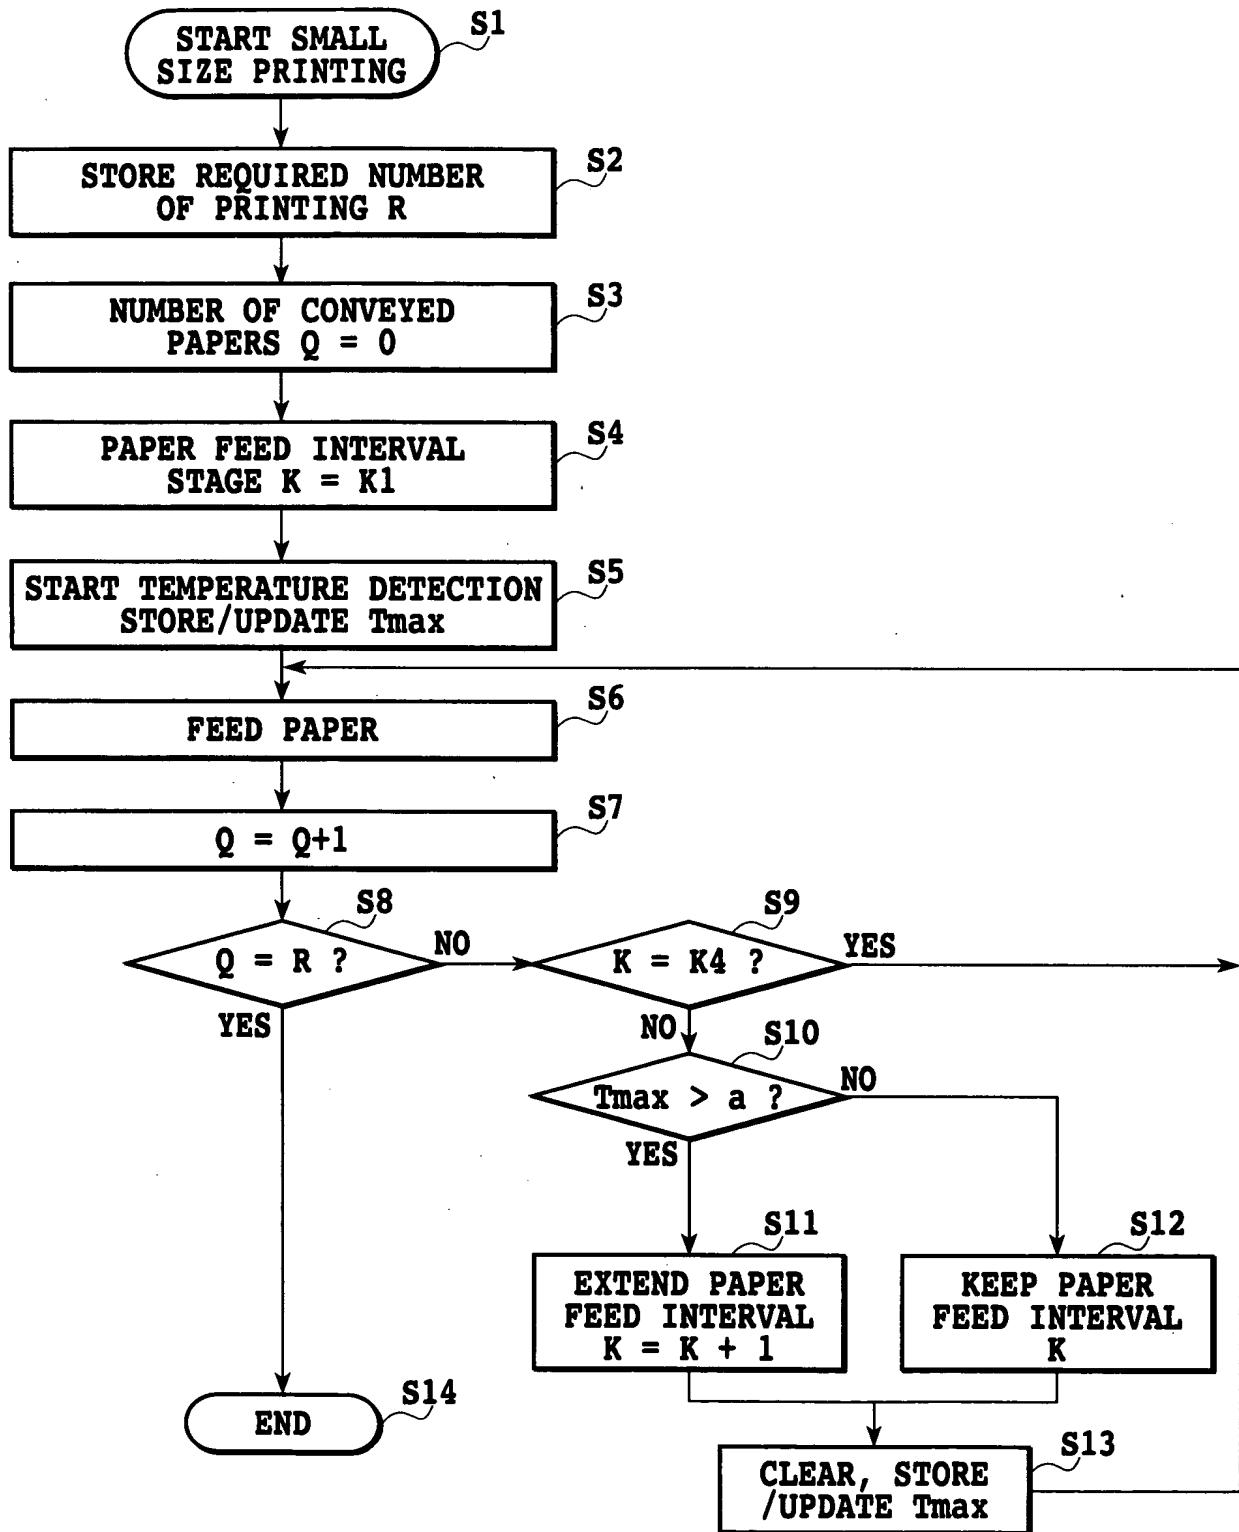 START SMALL
SIZE PRINTING
S1
STORE REQUIRED NUMBER
OF PRINTING R
S2
NUMBER OF CONVEYED
PAPERS Q = 0
S3
PAPER FEED INTERVAL
STAGE K = K1
S4
START TEMPERATURE DETECTION
STORE/UPDATE Tmax
S5
FEED PAPER
S6
Q = Q+1
S7
Q = R ?
S8
NO
YES
K = K4 ?
S9
YES
NO
Tmax > a ?
S10
NO
YES
EXTEND PAPER
FEED INTERVAL
K = K + 1
S11
KEEP PAPER
FEED INTERVAL
K
S12
CLEAR, STORE
/UPDATE Tmax
S13
END
S14